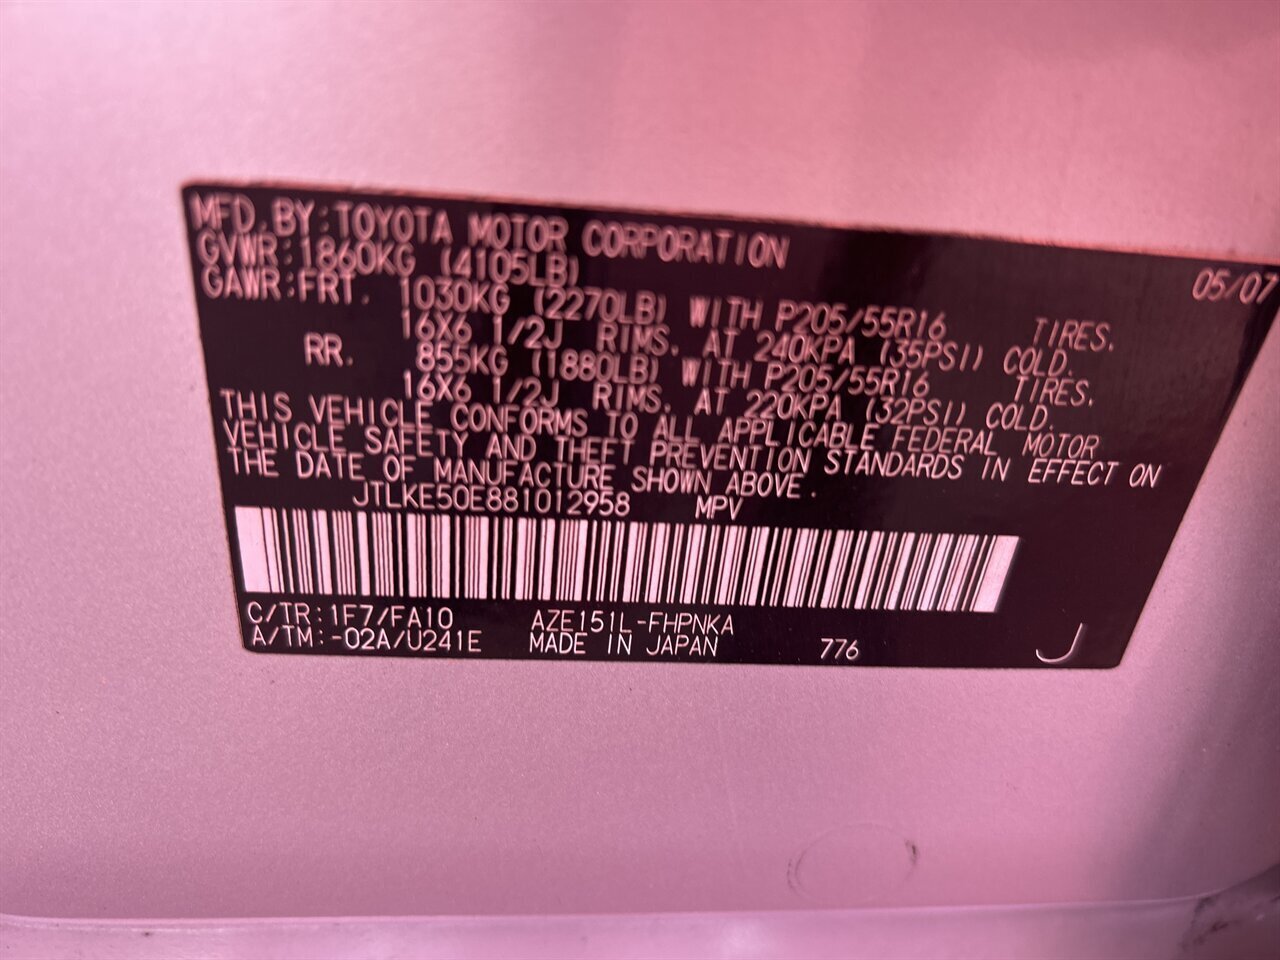 MFD. BY: TOYOTA MOTOR CORPORATION 05/07
GVWR: 1860KG (4105LB)
GAWR: FRT. 1030KG (2270LB) WITH P205/55R16 TIRES.
16X6 1/2J RIMS. AT 240KPA (35PSI) COLD.
RR. 855KG (1880LB) WITH P205/55R16 TIRES.
16X6 1/2J RIMS. AT 220KPA (32PSI) COLD.
THIS VEHICLE CONFORMS TO ALL APPLICABLE FEDERAL MOTOR
VEHICLE SAFETY AND THEFT PREVENTION STANDARDS IN EFFECT ON
THE DATE OF MANUFACTURE SHOWN ABOVE.
JTLKE50E881012958 MPV
C/TR: 1F7/FA10 AZE151L-FHPNKA
A/TM: -02A/U241E MADE IN JAPAN 776 J